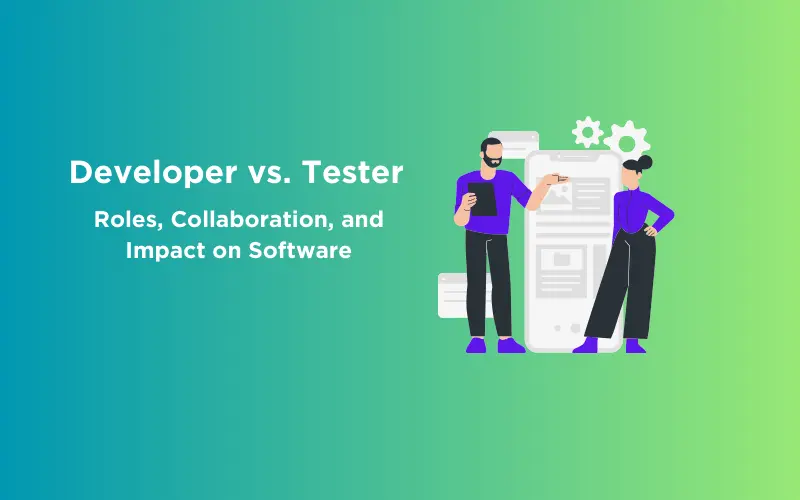 Developer vs. Tester
Roles, Collaboration, and
Impact on Software